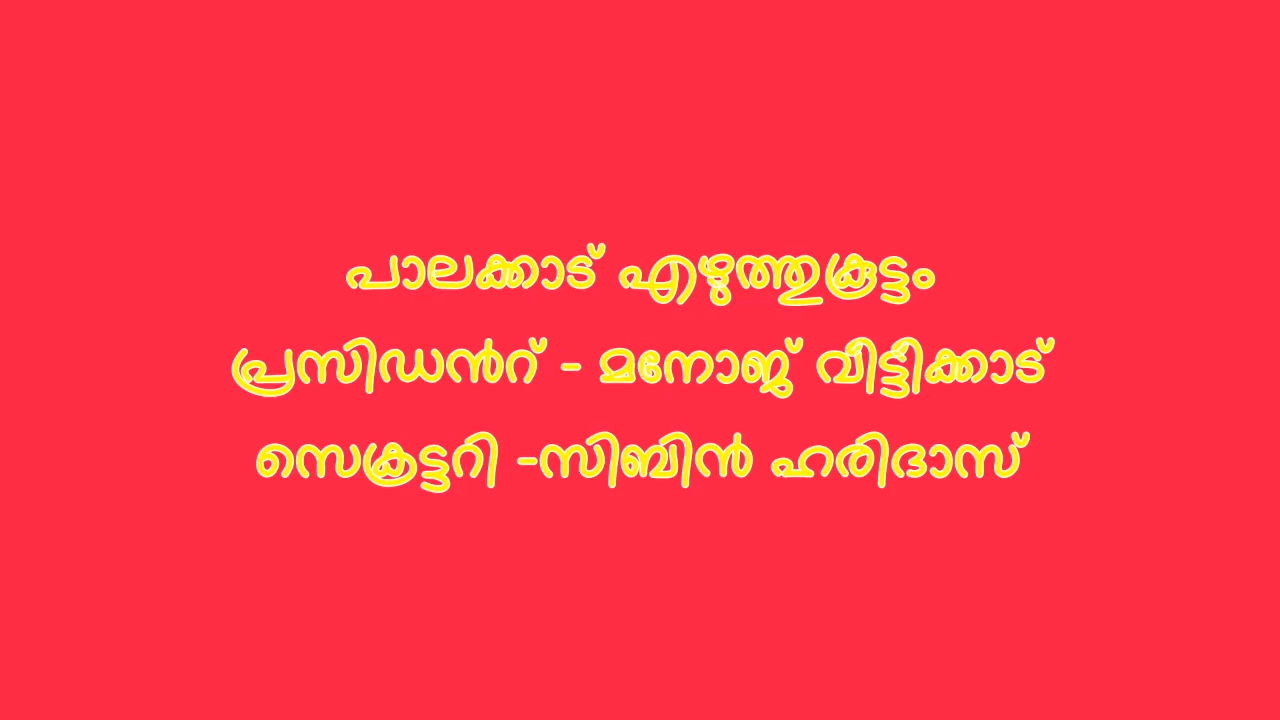 പാലക്കാട് എഴുത്തുകൂട്ടം
പ്രസിഡൻറ് - മനോജ് വീട്ടീക്കാട്
സെക്രട്ടറി -സിബിൻ ഹരിദാസ്